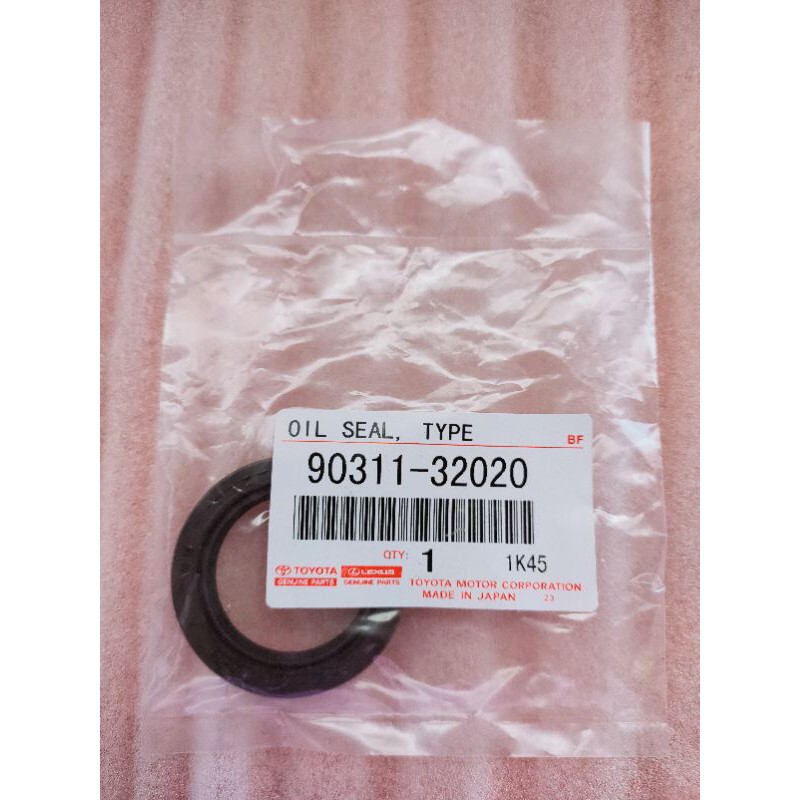 OIL SEAL, TYPE BF
90311-32020
QTY: 1 1K45
TOYOTA LEXUS
GENUINE PARTS GENUINE PARTS TOYOTA MOTOR CORPORATION
MADE IN JAPAN 23